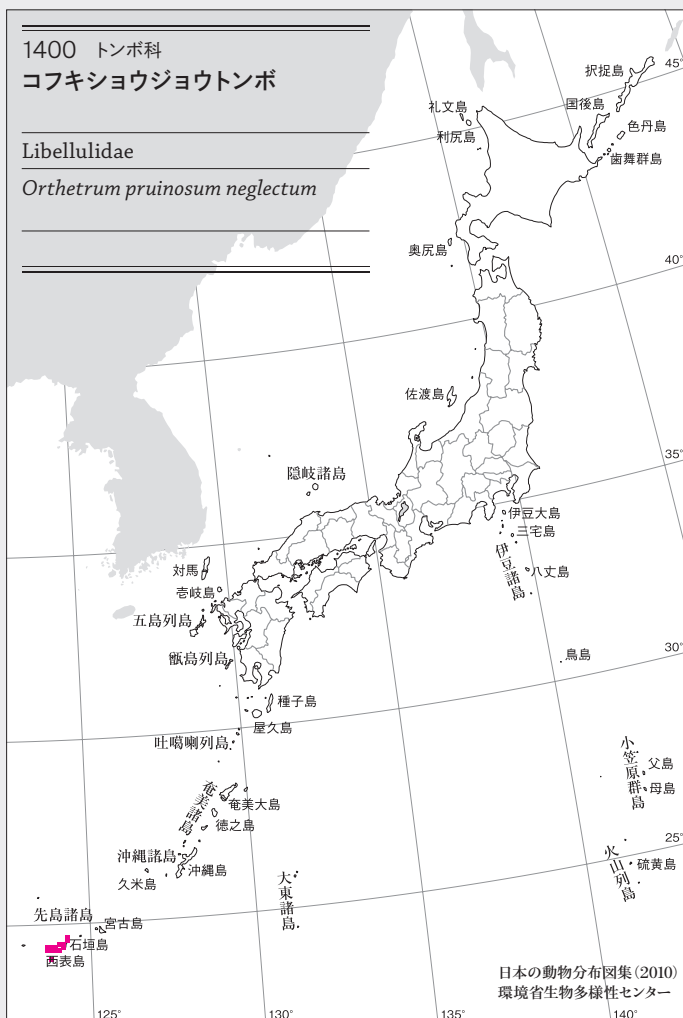 1400 トンボ科
コフキショウジョウトンボ
Libellulidae
Orthetrum pruinosum neglectum
択捉島
45°
国後島
礼文島
色丹島
利尻島
歯舞群島
奥尻島
40°
佐渡島
35°
隠岐諸島
伊豆大島
三宅島
伊豆諸島
八丈島
対馬
壱岐島
五島列島
甑島列島
鳥島
30°
種子島
屋久島
吐噶喇列島
小笠原群島
父島
母島
奄美諸島
奄美大島
徳之島
沖縄諸島
沖縄島
久米島
25°
火山列島
硫黄島
大東諸島
先島諸島
宮古島
石垣島
西表島
日本の動物分布図集(2010)
環境省生物多様性センター
125°
130°
135°
140°